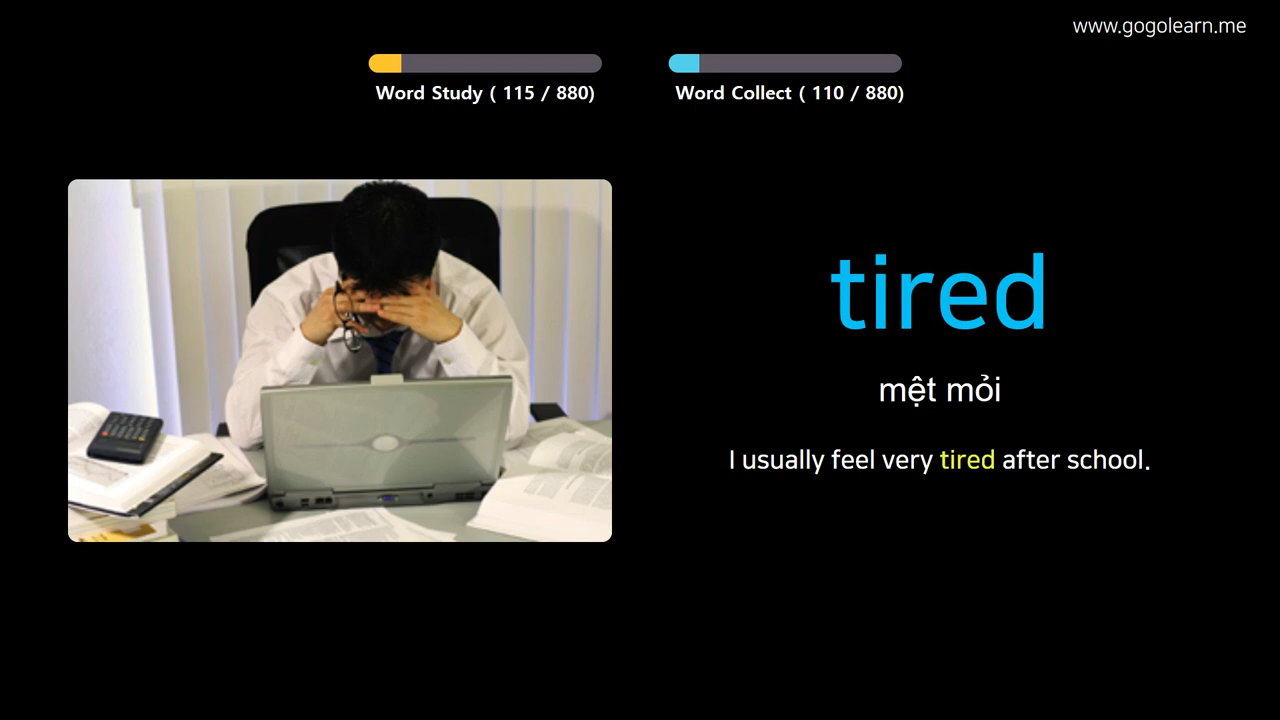 www.gogolearn.me
Word Study ( 115 / 880)
Word Collect ( 110 / 880)
tired
mệt mỏi
I usually feel very tired after school.